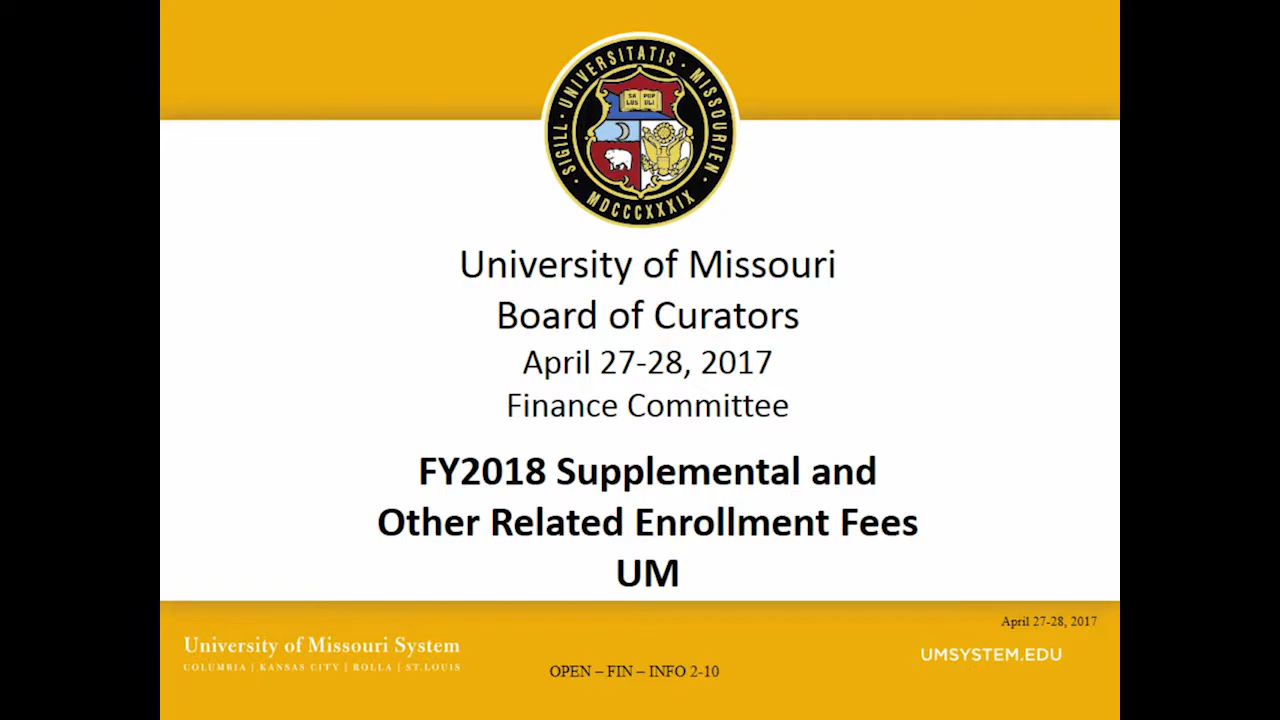 SIGILL · UNIVERSITATIS · MISSOURIEN ·
SA POP
LUS ULI
MDCCCXXXIX
University of Missouri
Board of Curators
April 27-28, 2017
Finance Committee
FY2018 Supplemental and
Other Related Enrollment Fees
UM
April 27-28, 2017
University of Missouri System
COLUMBIA | KANSAS CITY | ROLLA | ST. LOUIS
UMSYSTEM.EDU
OPEN – FIN – INFO 2-10